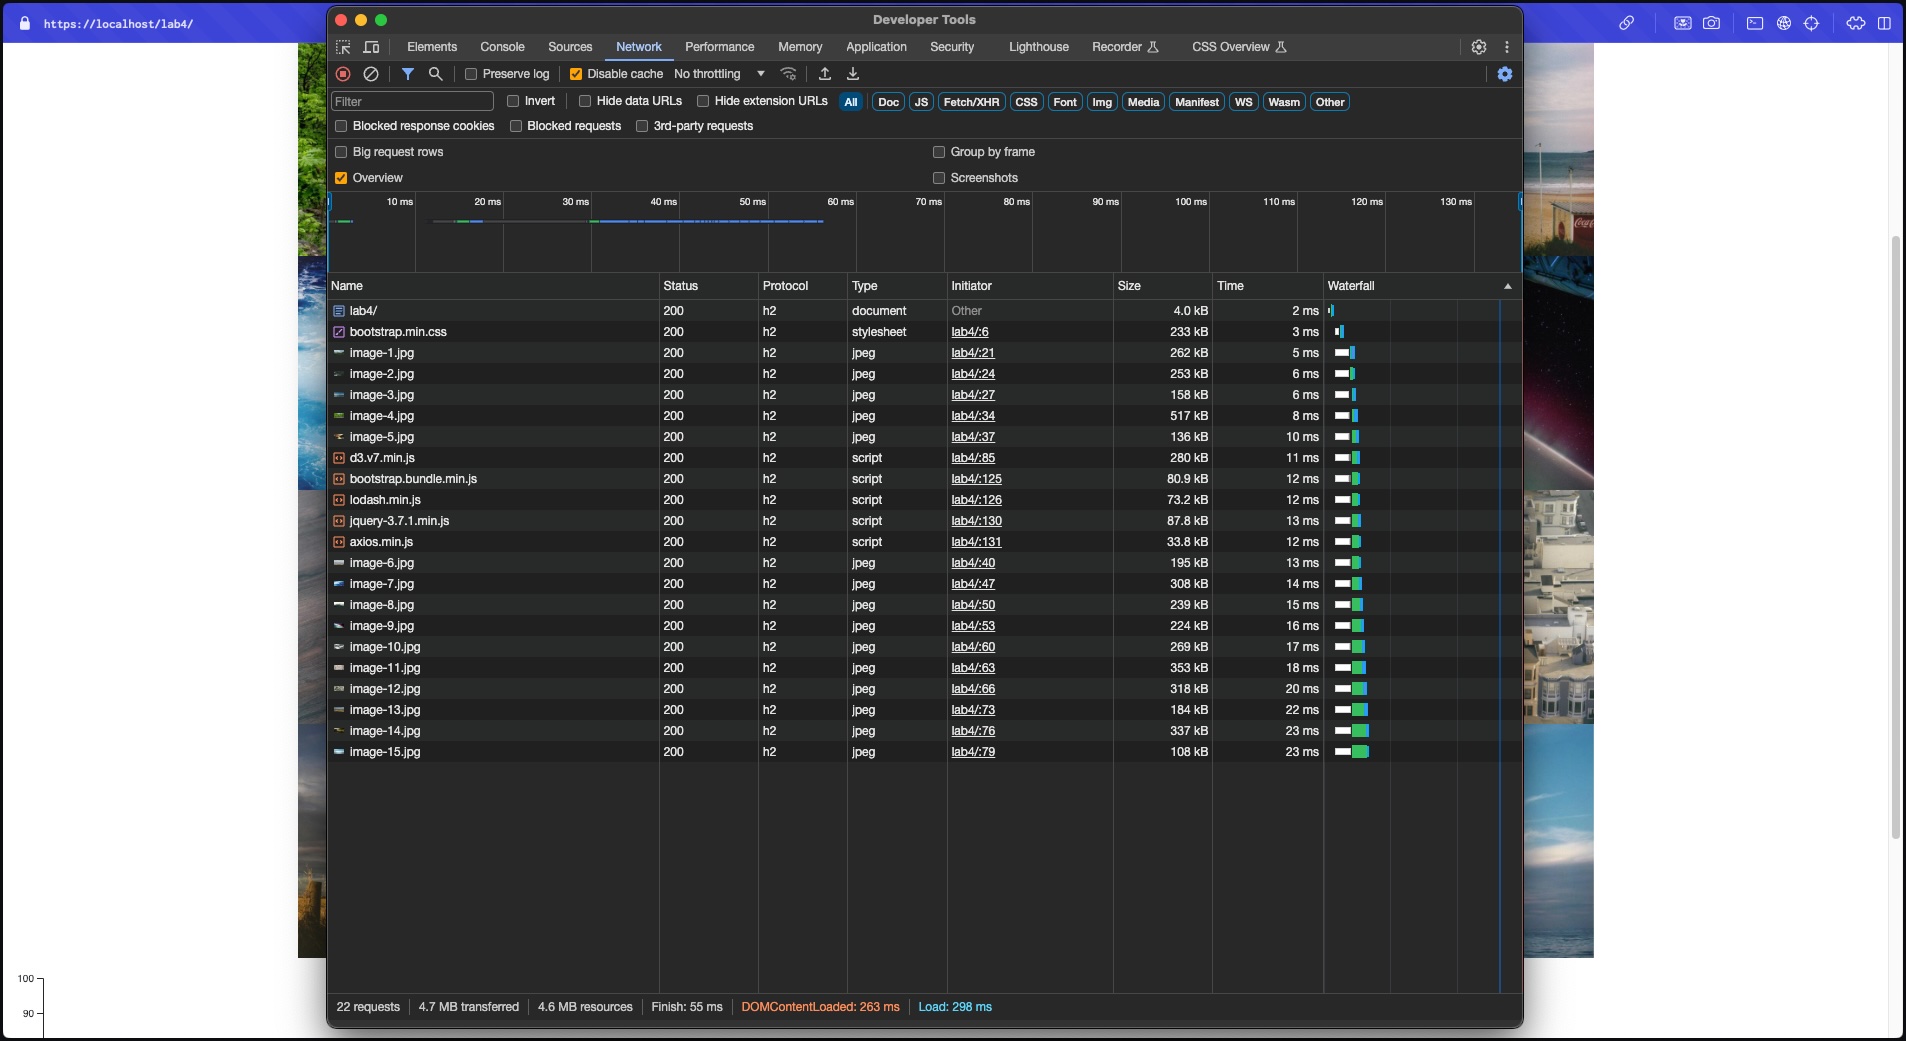 https://localhost/lab4/
Developer Tools
Elements Console Sources Network Performance Memory Application Security Lighthouse Recorder CSS Overview
Preserve log Disable cache No throttling
Filter Invert Hide data URLs Hide extension URLs All Doc JS Fetch/XHR CSS Font Img Media Manifest WS Wasm Other
Blocked response cookies Blocked requests 3rd-party requests
Big request rows Group by frame
Overview Screenshots
10 ms 20 ms 30 ms 40 ms 50 ms 60 ms 70 ms 80 ms 90 ms 100 ms 110 ms 120 ms 130 ms
Name Status Protocol Type Initiator Size Time Waterfall
lab4/ 200 h2 document Other 4.0 kB 2 ms
bootstrap.min.css 200 h2 stylesheet lab4/:6 233 kB 3 ms
image-1.jpg 200 h2 jpeg lab4/:21 262 kB 5 ms
image-2.jpg 200 h2 jpeg lab4/:24 253 kB 6 ms
image-3.jpg 200 h2 jpeg lab4/:27 158 kB 6 ms
image-4.jpg 200 h2 jpeg lab4/:34 517 kB 8 ms
image-5.jpg 200 h2 jpeg lab4/:37 136 kB 10 ms
d3.v7.min.js 200 h2 script lab4/:85 280 kB 11 ms
bootstrap.bundle.min.js 200 h2 script lab4/:125 80.9 kB 12 ms
lodash.min.js 200 h2 script lab4/:126 73.2 kB 12 ms
jquery-3.7.1.min.js 200 h2 script lab4/:130 87.8 kB 13 ms
axios.min.js 200 h2 script lab4/:131 33.8 kB 12 ms
image-6.jpg 200 h2 jpeg lab4/:40 195 kB 13 ms
image-7.jpg 200 h2 jpeg lab4/:47 308 kB 14 ms
image-8.jpg 200 h2 jpeg lab4/:50 239 kB 15 ms
image-9.jpg 200 h2 jpeg lab4/:53 224 kB 16 ms
image-10.jpg 200 h2 jpeg lab4/:60 269 kB 17 ms
image-11.jpg 200 h2 jpeg lab4/:63 353 kB 18 ms
image-12.jpg 200 h2 jpeg lab4/:66 318 kB 20 ms
image-13.jpg 200 h2 jpeg lab4/:73 184 kB 22 ms
image-14.jpg 200 h2 jpeg lab4/:76 337 kB 23 ms
image-15.jpg 200 h2 jpeg lab4/:79 108 kB 23 ms
100
90
22 requests 4.7 MB transferred 4.6 MB resources Finish: 55 ms DOMContentLoaded: 263 ms Load: 298 ms